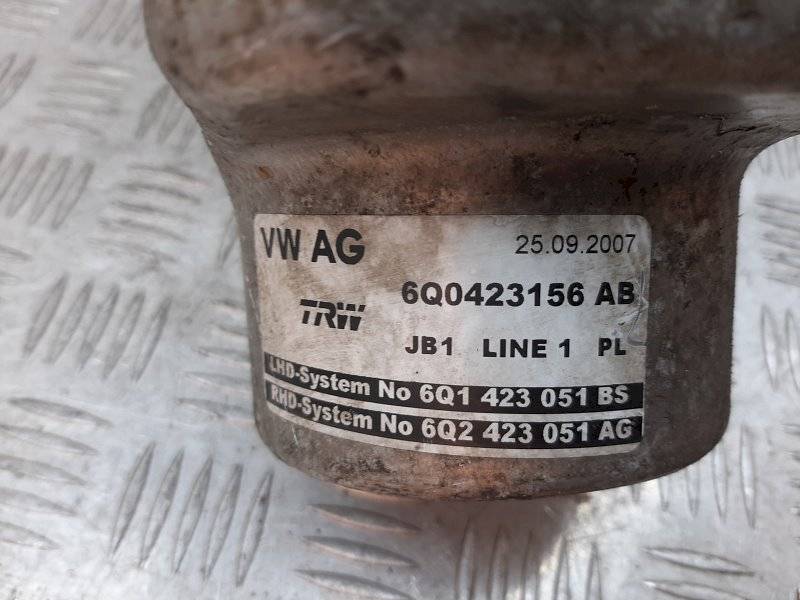 VW AG 25.09.2007
6Q0423156 AB
TRW
JB1 LINE 1 PL
LHD-System No 6Q1 423 051 BS
RHD-System No 6Q2 423 051 AG